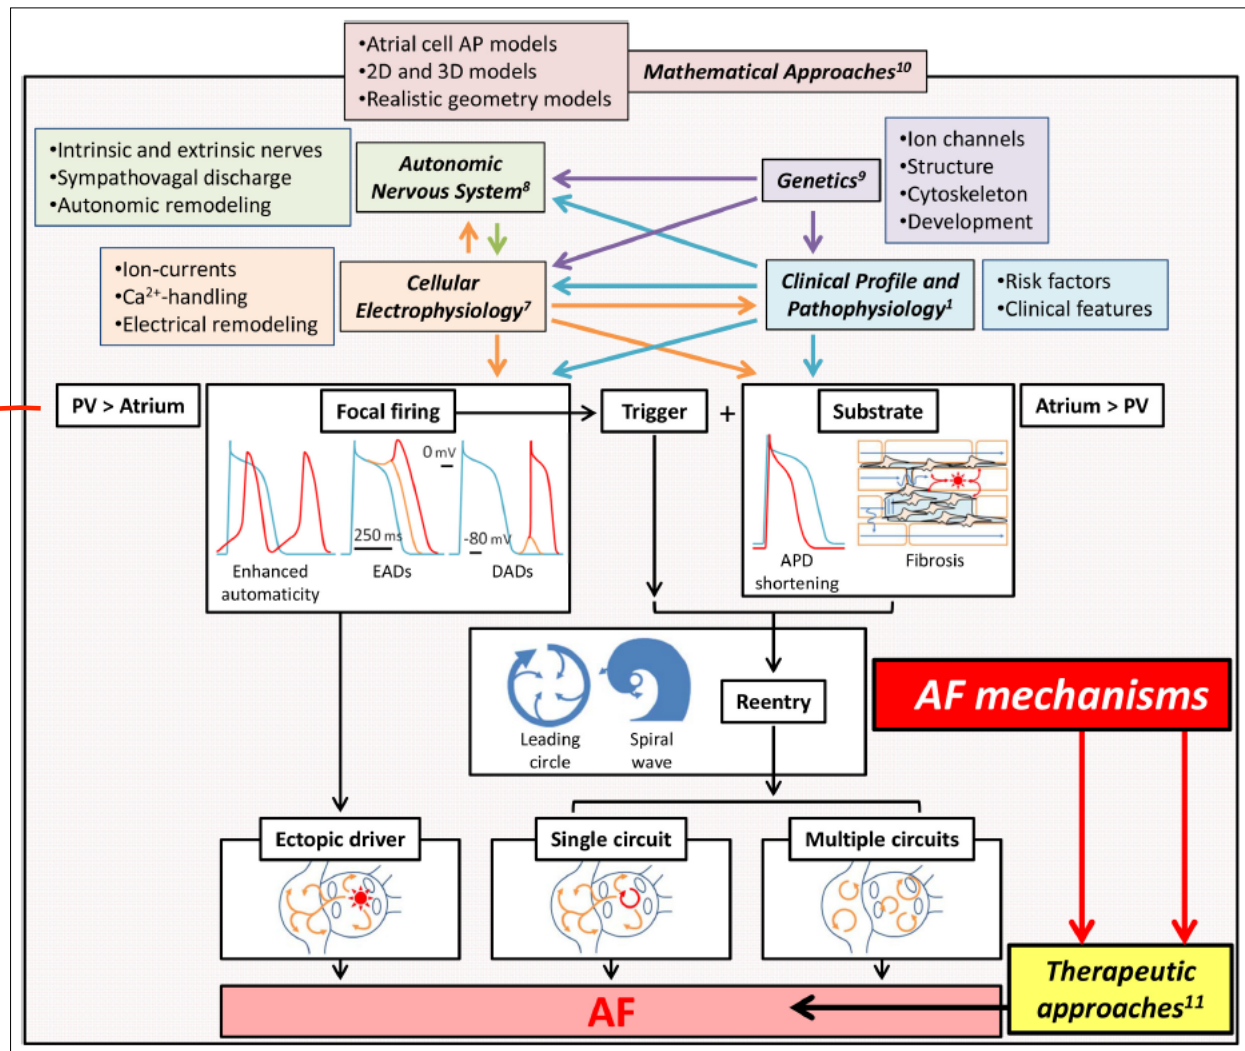 •Atrial cell AP models
•2D and 3D models
•Realistic geometry models
Mathematical Approaches¹⁰
•Intrinsic and extrinsic nerves
•Sympathovagal discharge
•Autonomic remodeling
Autonomic
Nervous System⁸
Genetics⁹
•Ion channels
•Structure
•Cytoskeleton
•Development
•Ion-currents
•Ca²⁺-handling
•Electrical remodeling
Cellular
Electrophysiology⁷
Clinical Profile and
Pathophysiology¹
•Risk factors
•Clinical features
PV > Atrium
Focal firing
Trigger
+
Substrate
Atrium > PV
0 mV
250 ms
-80 mV
Enhanced
automaticity
EADs
DADs
APD
shortening
Fibrosis
Leading
circle
Spiral
wave
Reentry
AF mechanisms
Ectopic driver
Single circuit
Multiple circuits
Therapeutic
approaches¹¹
AF